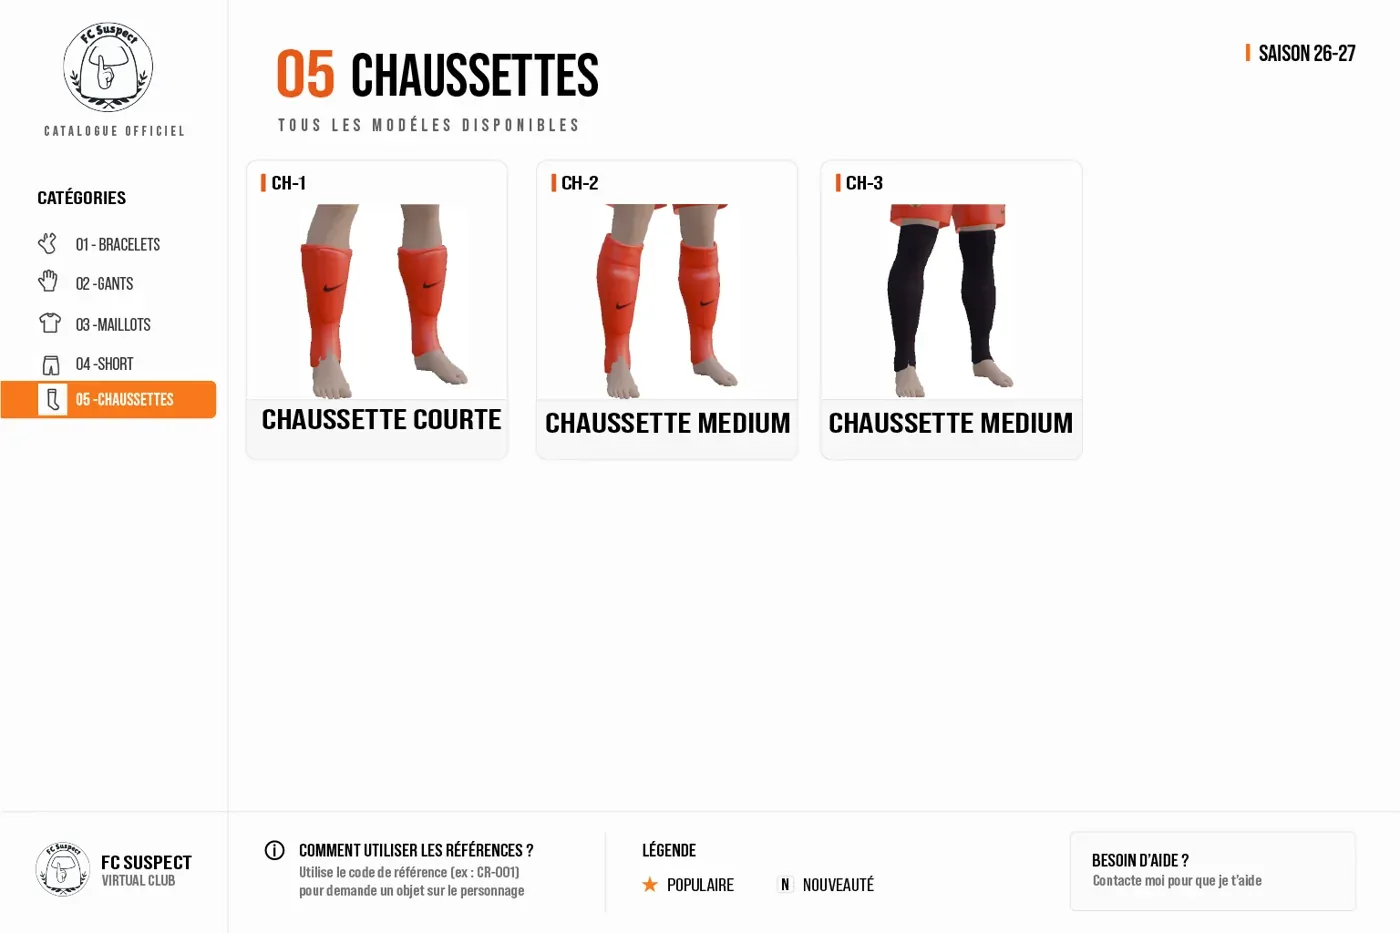 FC Suspect
CATALOGUE OFFICIEL
CATÉGORIES
01 - BRACELETS
02 -GANTS
03 -MAILLOTS
04 -SHORT
05 -CHAUSSETTES
05 CHAUSSETTES
TOUS LES MODÉLES DISPONIBLES
SAISON 26-27
CH-1
CHAUSSETTE COURTE
CH-2
CHAUSSETTE MEDIUM
CH-3
CHAUSSETTE MEDIUM
FC Suspect
FC SUSPECT
VIRTUAL CLUB
COMMENT UTILISER LES RÉFÉRENCES ?
Utilise le code de référence (ex : CR-001)
pour demande un objet sur le personnage
LÉGENDE
POPULAIRE
N NOUVEAUTÉ
BESOIN D'AIDE ?
Contacte moi pour que je t'aide